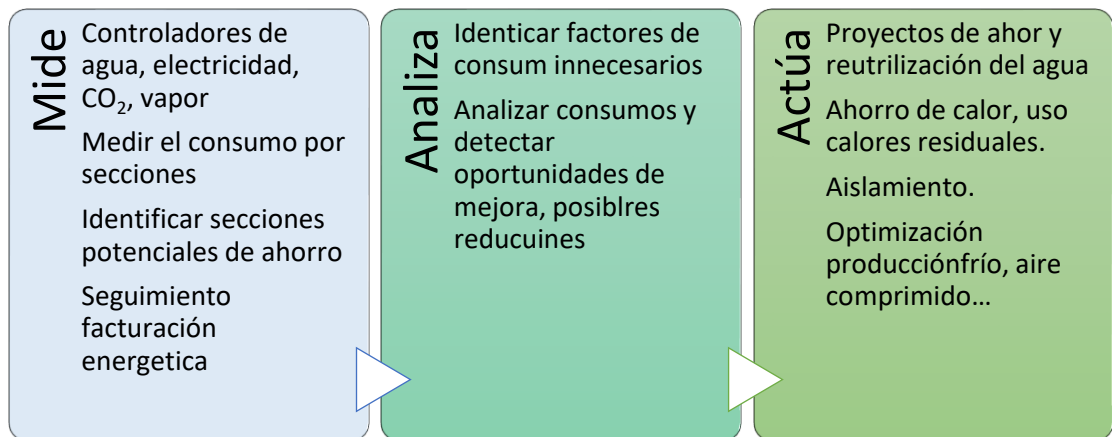 Mide
Controladores de
agua, electricidad,
CO₂, vapor
Medir el consumo por
secciones
Identificar secciones
potenciales de ahorro
Seguimiento
facturación
energetica
Analiza
Identicar factores de
consum innecesarios
Analizar consumos y
detectar
oportunidades de
mejora, posiblres
reducuines
Actúa
Proyectos de ahor y
reutrilización del agua
Ahorro de calor, uso
calores residuales.
Aislamiento.
Optimización
producciónfrío, aire
comprimido…